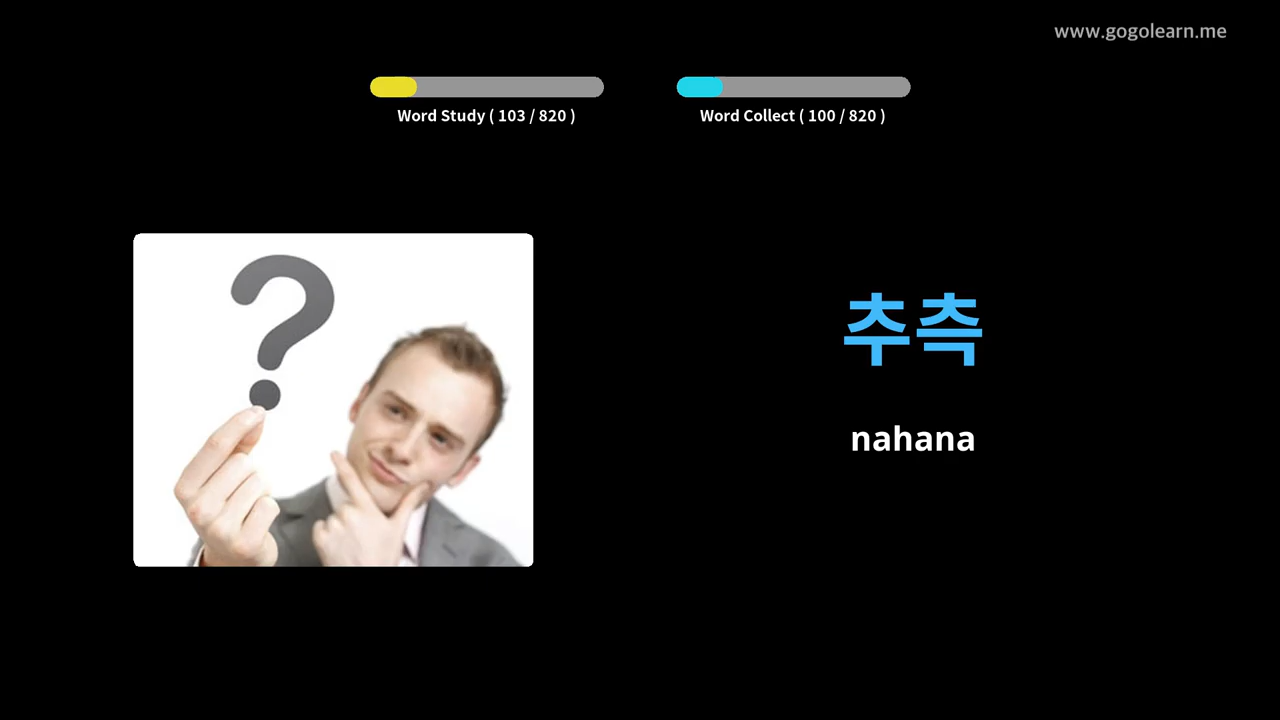 www.gogolearn.me
Word Study ( 103 / 820 )
Word Collect ( 100 / 820 )
?
추측
nahana